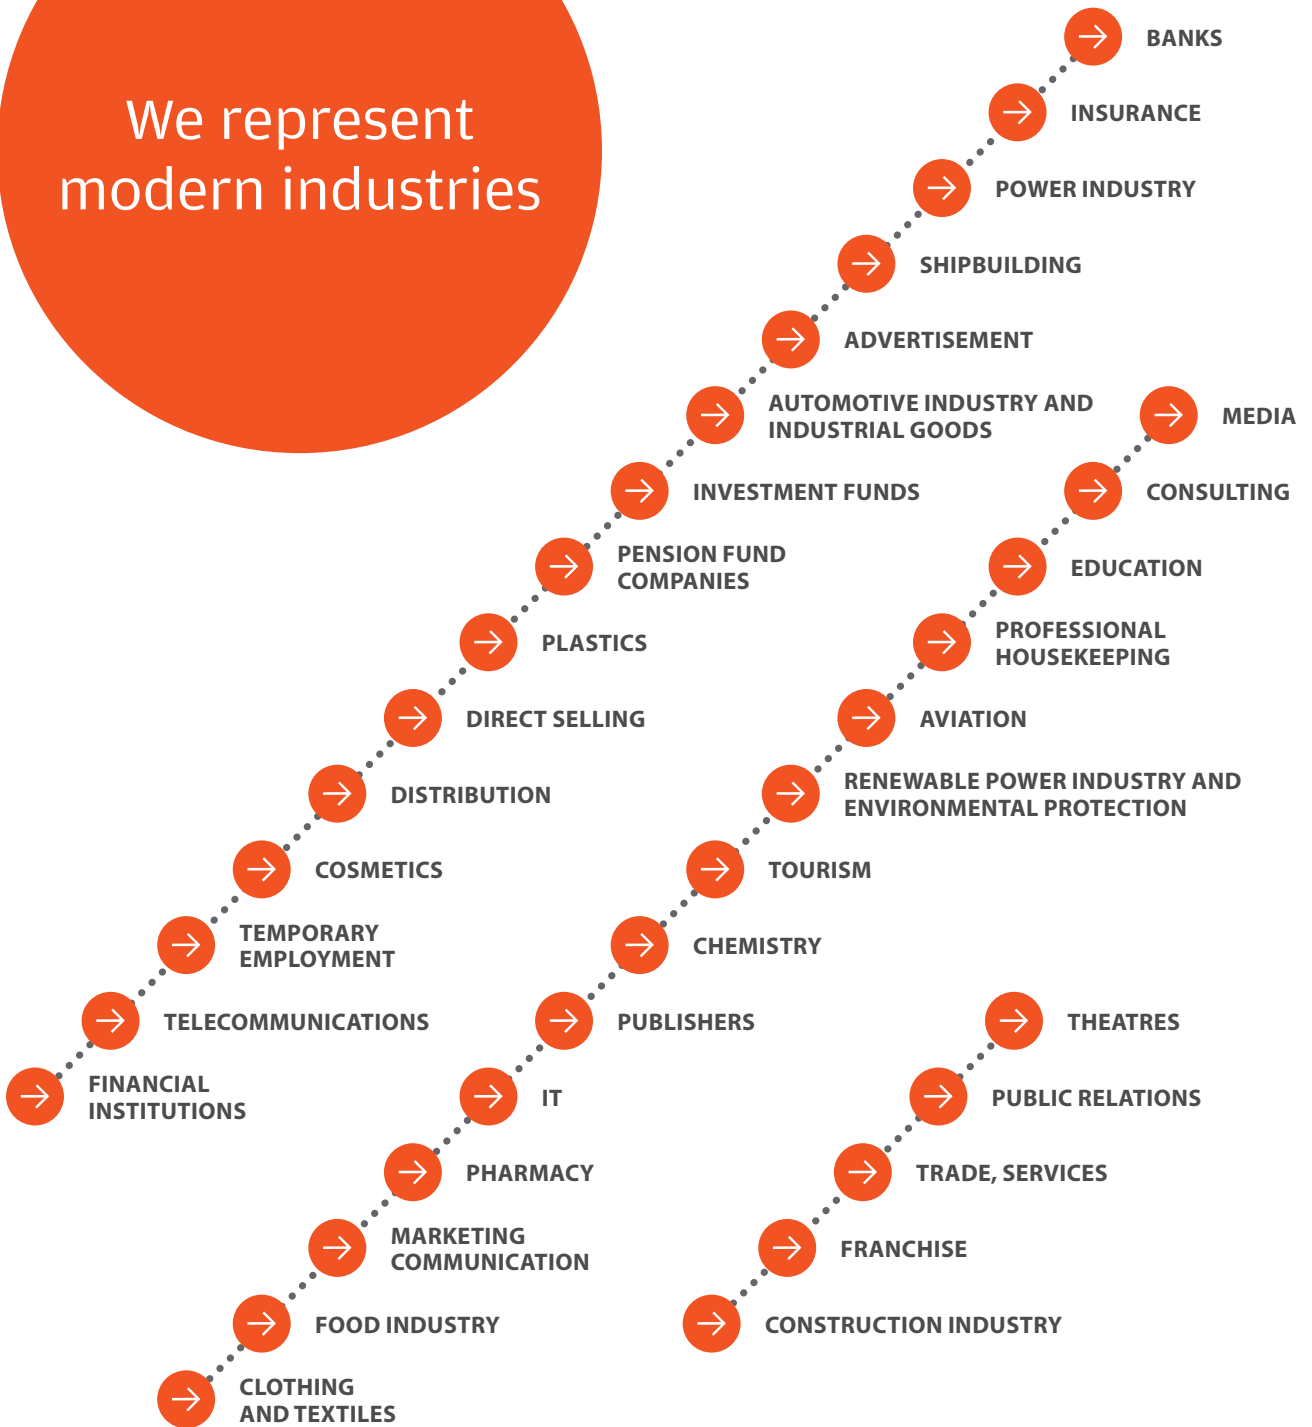 We represent
modern industries
BANKS
INSURANCE
POWER INDUSTRY
SHIPBUILDING
ADVERTISEMENT
AUTOMOTIVE INDUSTRY AND
INDUSTRIAL GOODS
INVESTMENT FUNDS
PENSION FUND
COMPANIES
PLASTICS
DIRECT SELLING
DISTRIBUTION
COSMETICS
TEMPORARY
EMPLOYMENT
TELECOMMUNICATIONS
FINANCIAL
INSTITUTIONS
MEDIA
CONSULTING
EDUCATION
PROFESSIONAL
HOUSEKEEPING
AVIATION
RENEWABLE POWER INDUSTRY AND
ENVIRONMENTAL PROTECTION
TOURISM
CHEMISTRY
PUBLISHERS
IT
PHARMACY
MARKETING
COMMUNICATION
FOOD INDUSTRY
CLOTHING
AND TEXTILES
THEATRES
PUBLIC RELATIONS
TRADE, SERVICES
FRANCHISE
CONSTRUCTION INDUSTRY